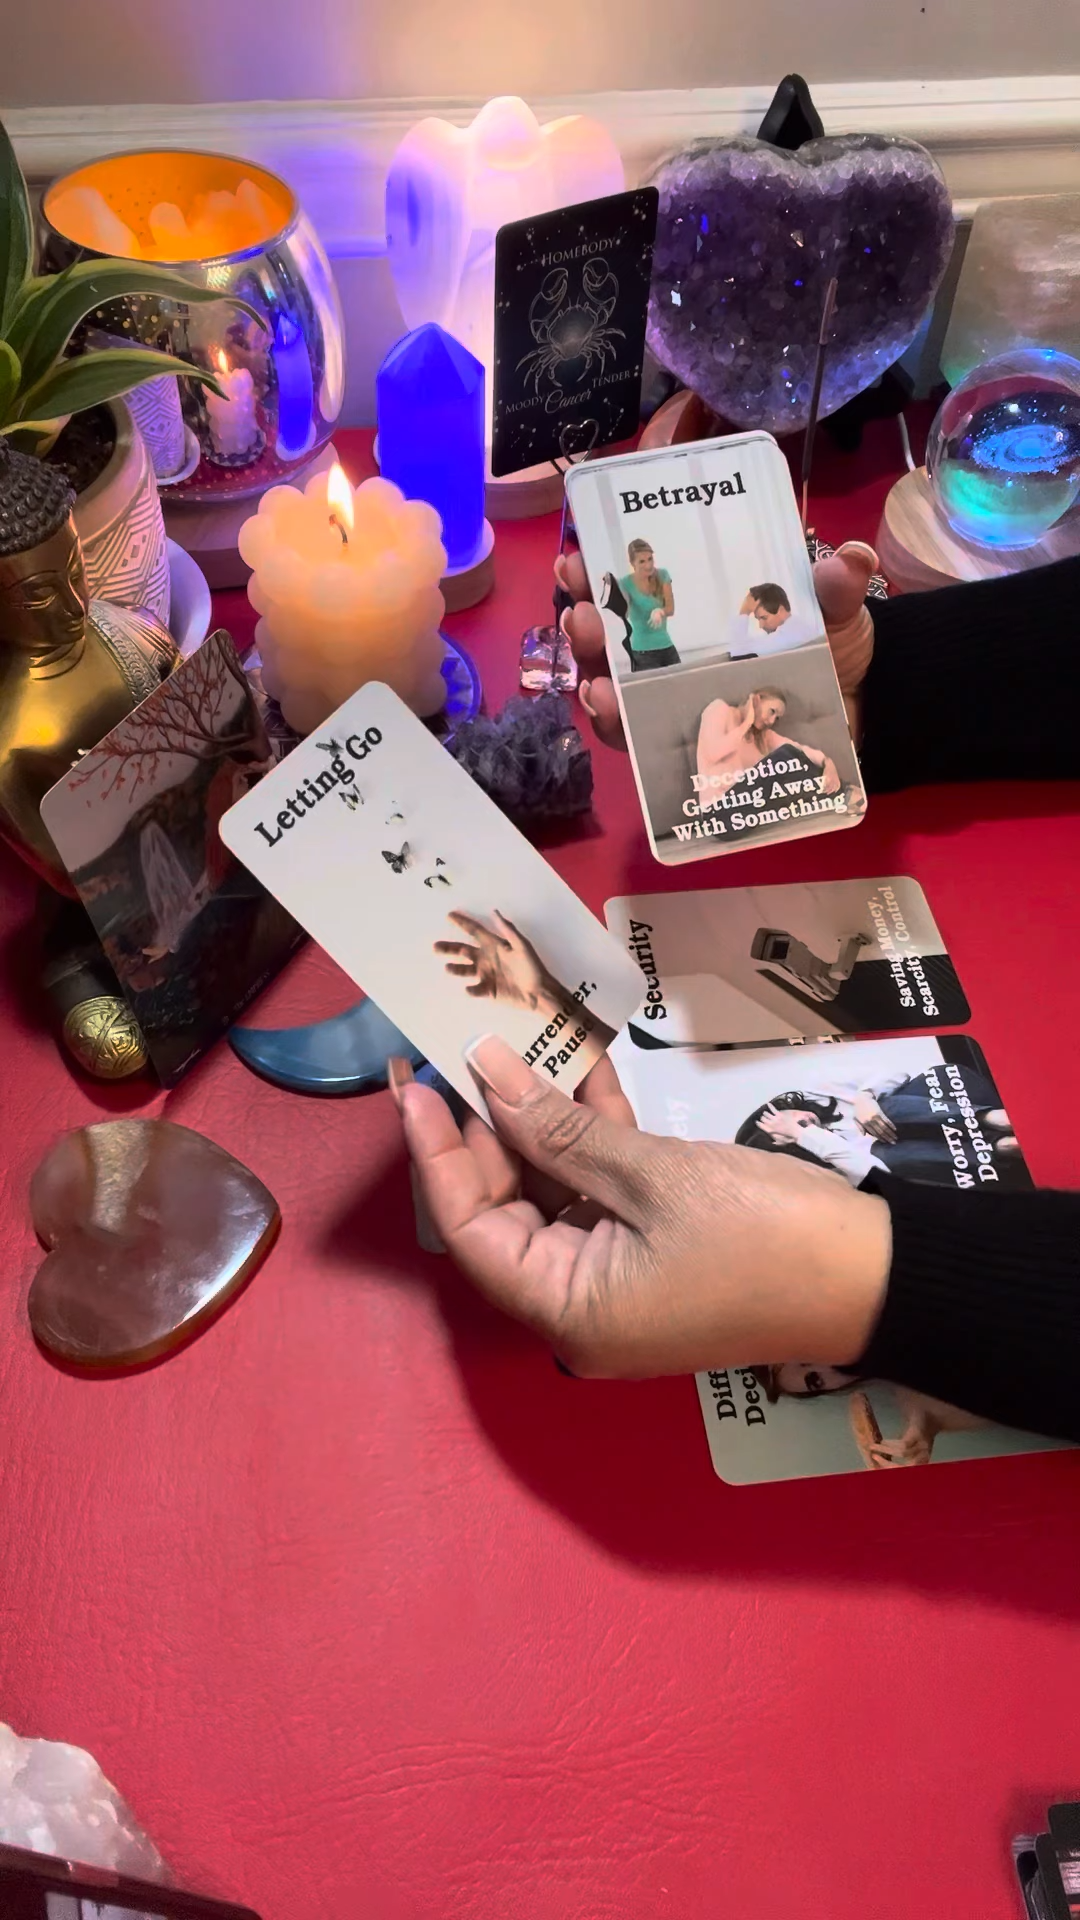 HOMEBODY
MOODY
Cancer
TENDER
Betrayal
Deception,
Getting Away
With Something
Letting Go
Pause
Security
Saving Money,
Scarcity, Control
Worry, Fear
Depression